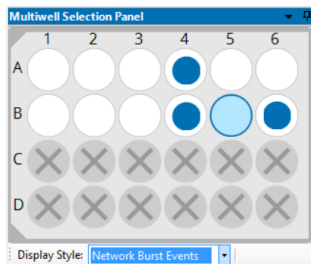 Multiwell Selection Panel
1 2 3 4 5 6
A
B
C
D
Display Style: Network Burst Events